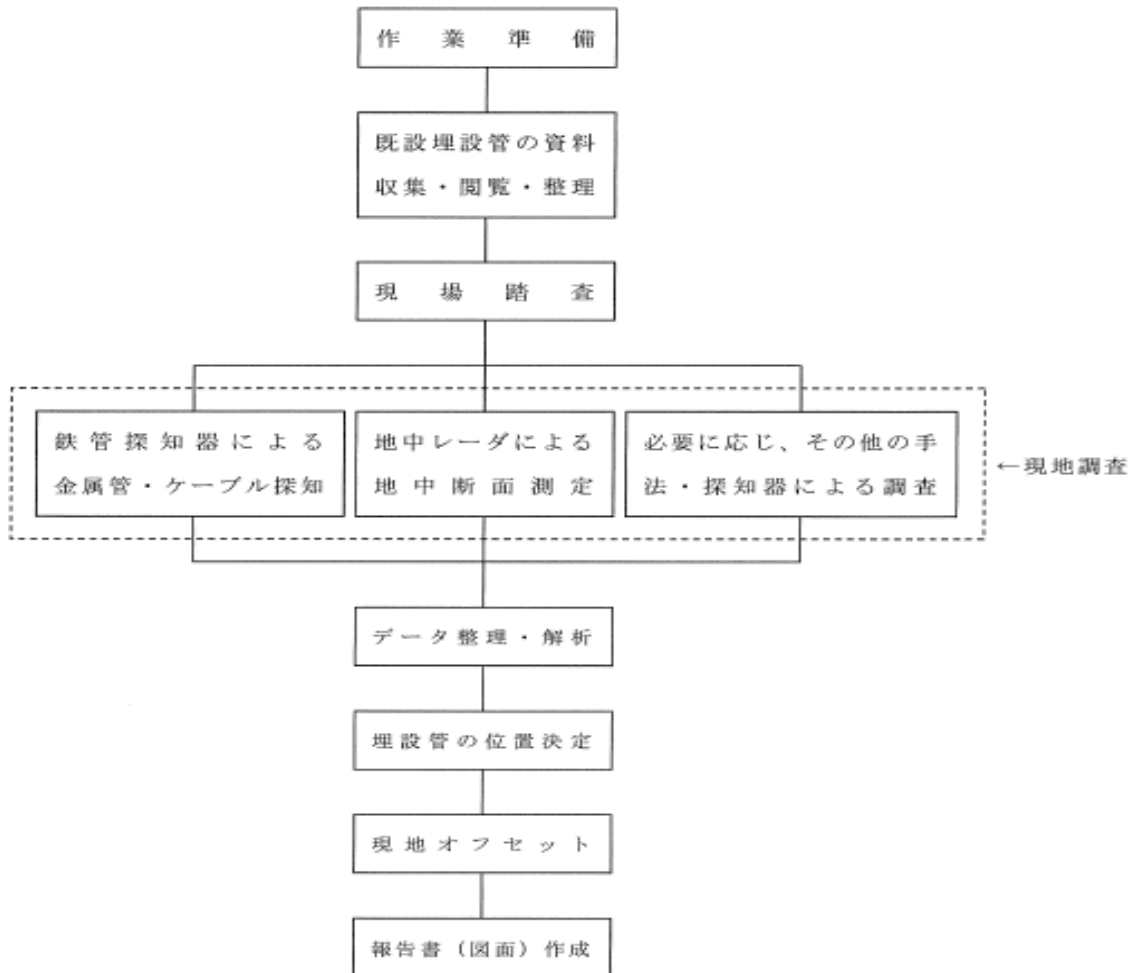 作業準備
既設埋設管の資料
収集・閲覧・整理
現場踏査
鉄管探知器による
金属管・ケーブル探知
地中レーダによる
地中断面測定
必要に応じ、その他の手
法・探知器による調査
←現地調査
データ整理・解析
埋設管の位置決定
現地オフセット
報告書（図面）作成